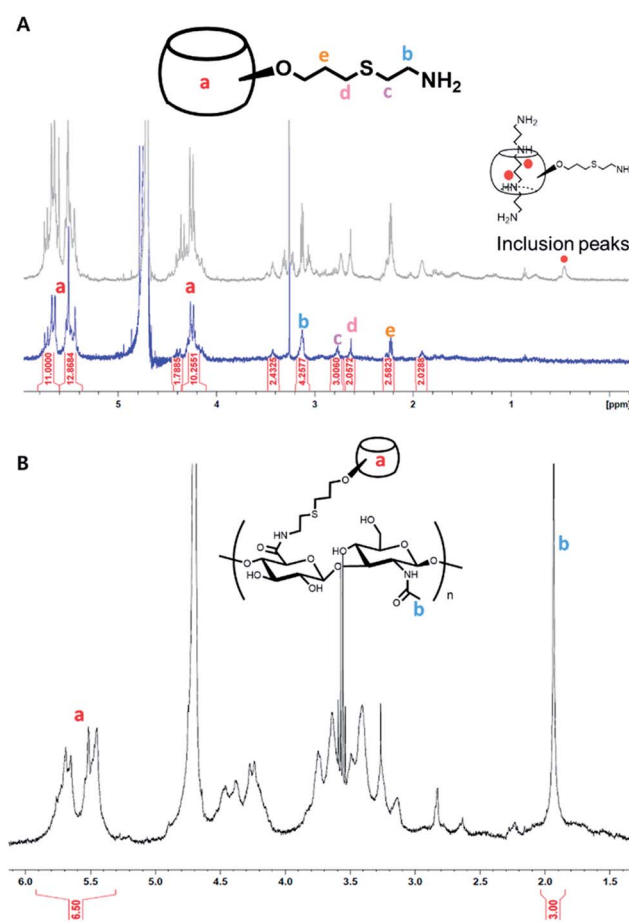 A
a
O
e
d
S
c
b
NH2
NH2
NH
O
S
NH
HN
H2N
Inclusion peaks
a
a
b
c
d
e
11.0000
12.8684
1.7885
10.2551
2.4325
4.2577
3.0060
2.0572
2.5823
2.0288
5
4
3
2
1
[ppm]
B
a
O
S
HN
O
HO
O
O
HO
O
HO
OH
O
NH
O
b
n
a
b
6.0
5.5
5.0
4.5
4.0
3.5
3.0
2.5
2.0
1.5
6.50
3.00